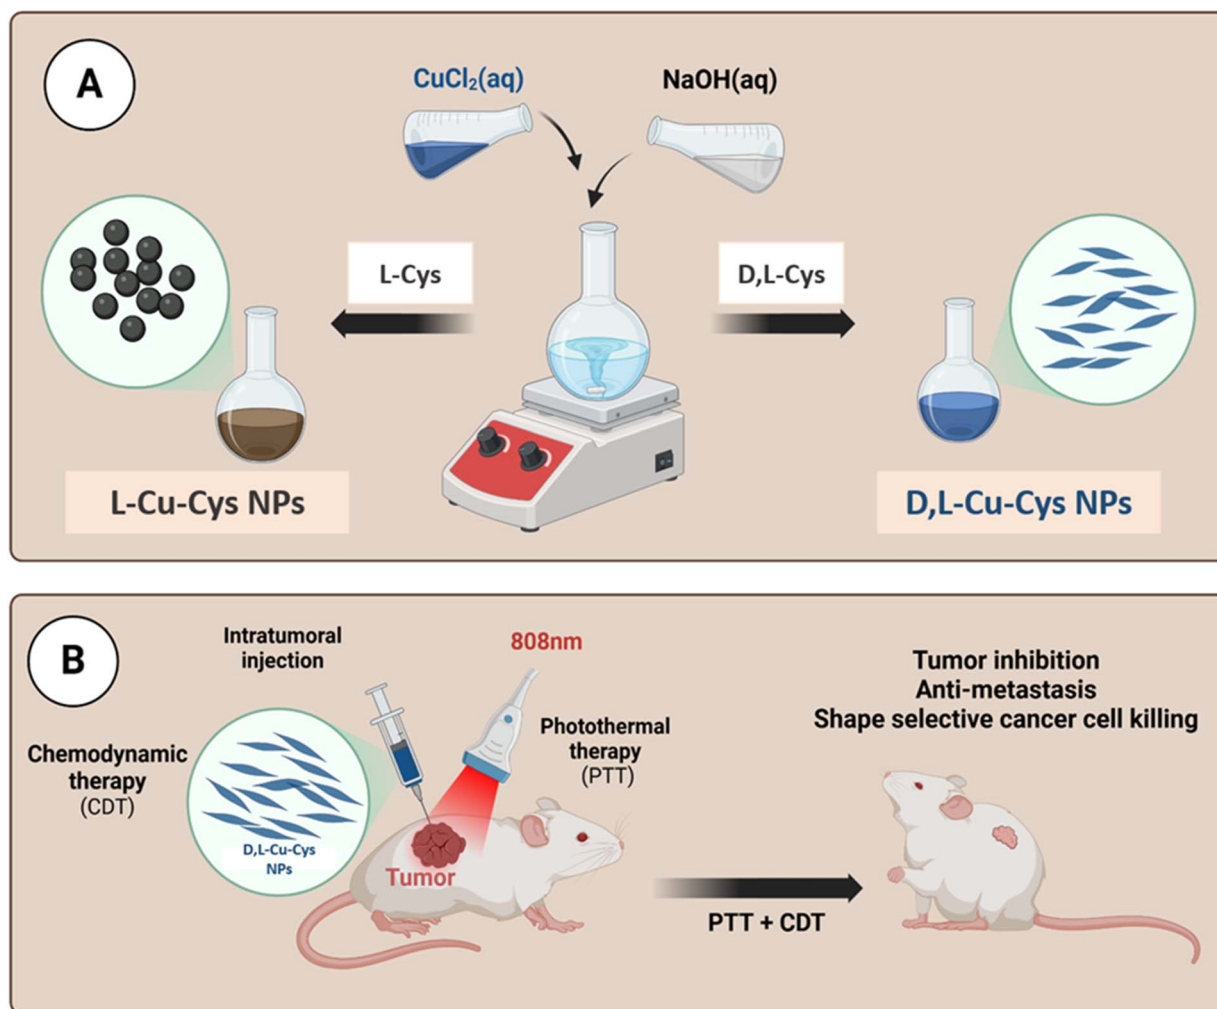 A
CuCl₂(aq)
NaOH(aq)
L-Cys
D,L-Cys
L-Cu-Cys NPs
D,L-Cu-Cys NPs
B
Intratumoral
injection
808nm
Chemodynamic
therapy
(CDT)
Photothermal
therapy
(PTT)
D,L-Cu-Cys
NPs
Tumor
PTT + CDT
Tumor inhibition
Anti-metastasis
Shape selective cancer cell killing